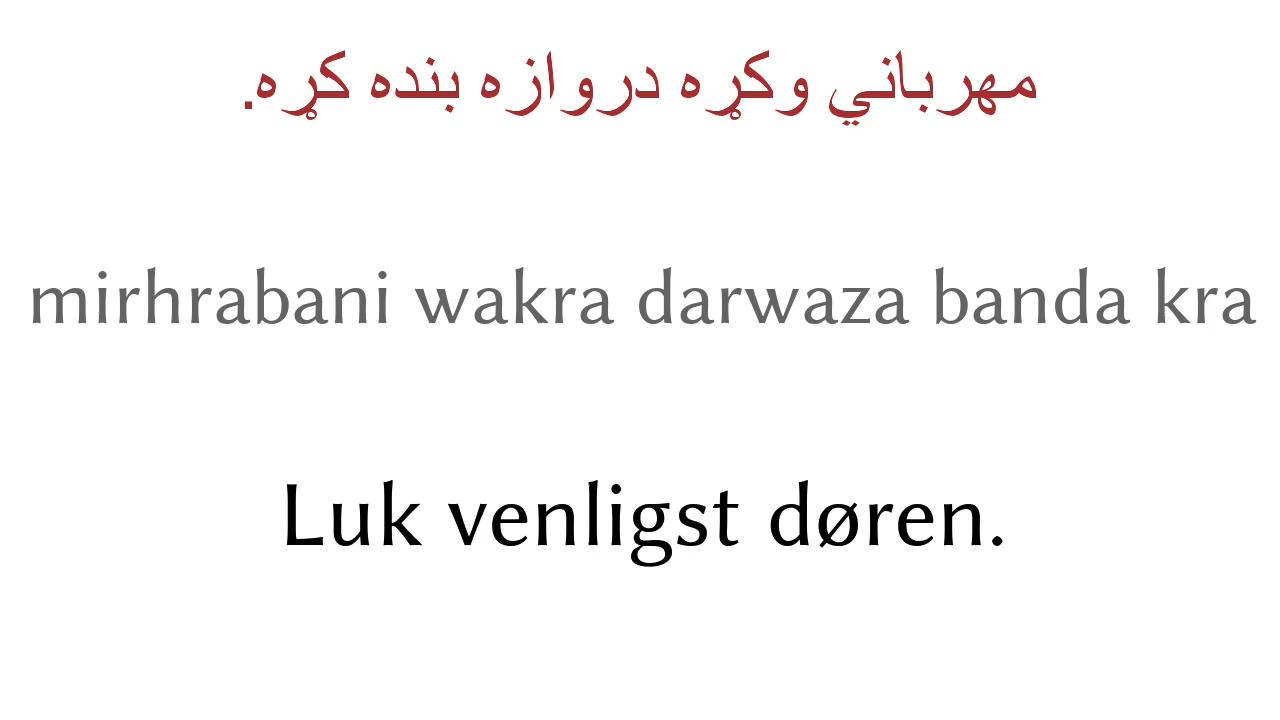 مهرباني وکړه دروازه بنده کړه.
mirhrabani wakra darwaza banda kra
Luk venligst døren.